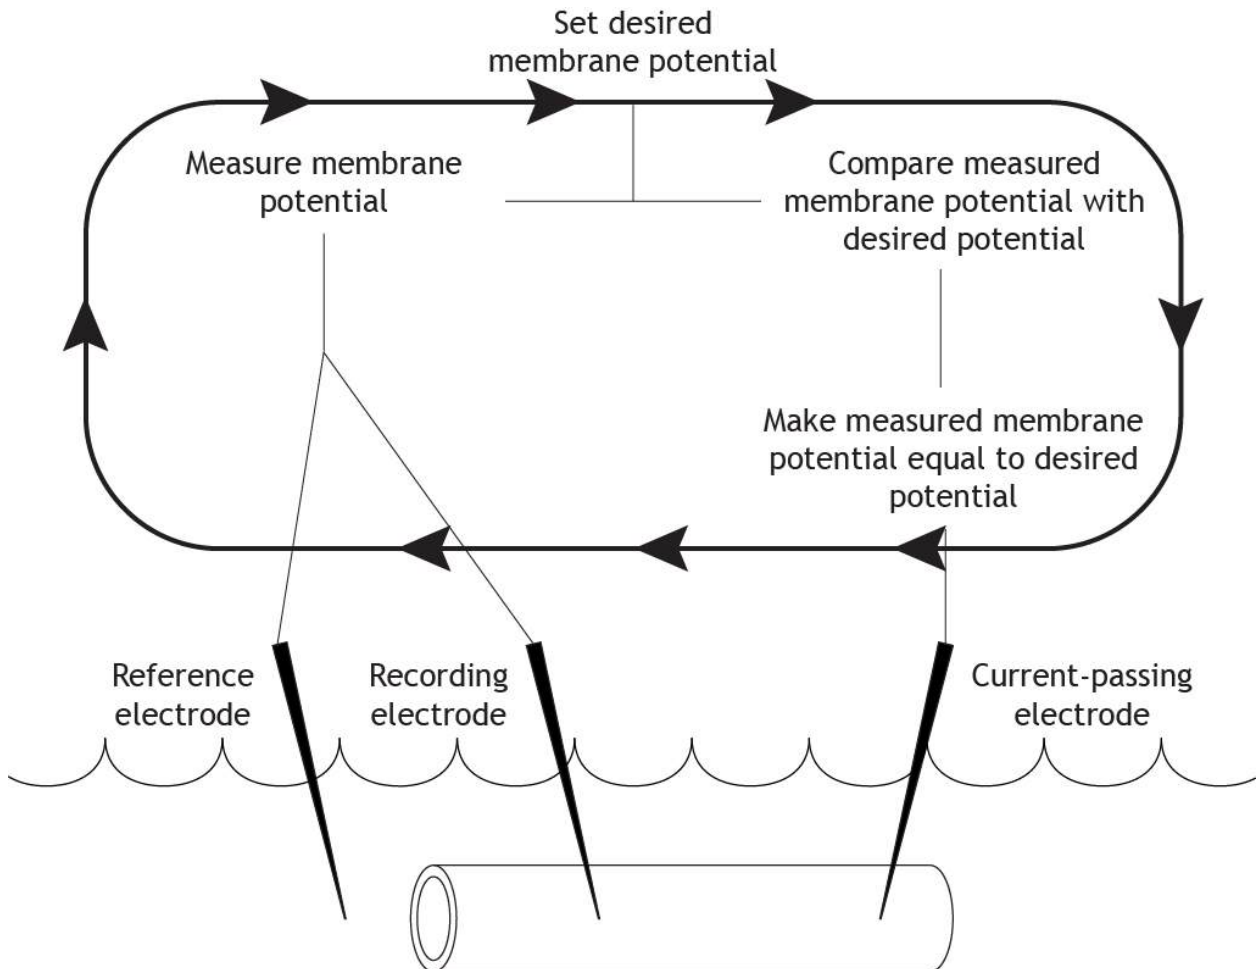 Set desired
membrane potential
Measure membrane
potential
Compare measured
membrane potential with
desired potential
Make measured membrane
potential equal to desired
potential
Reference
electrode
Recording
electrode
Current-passing
electrode